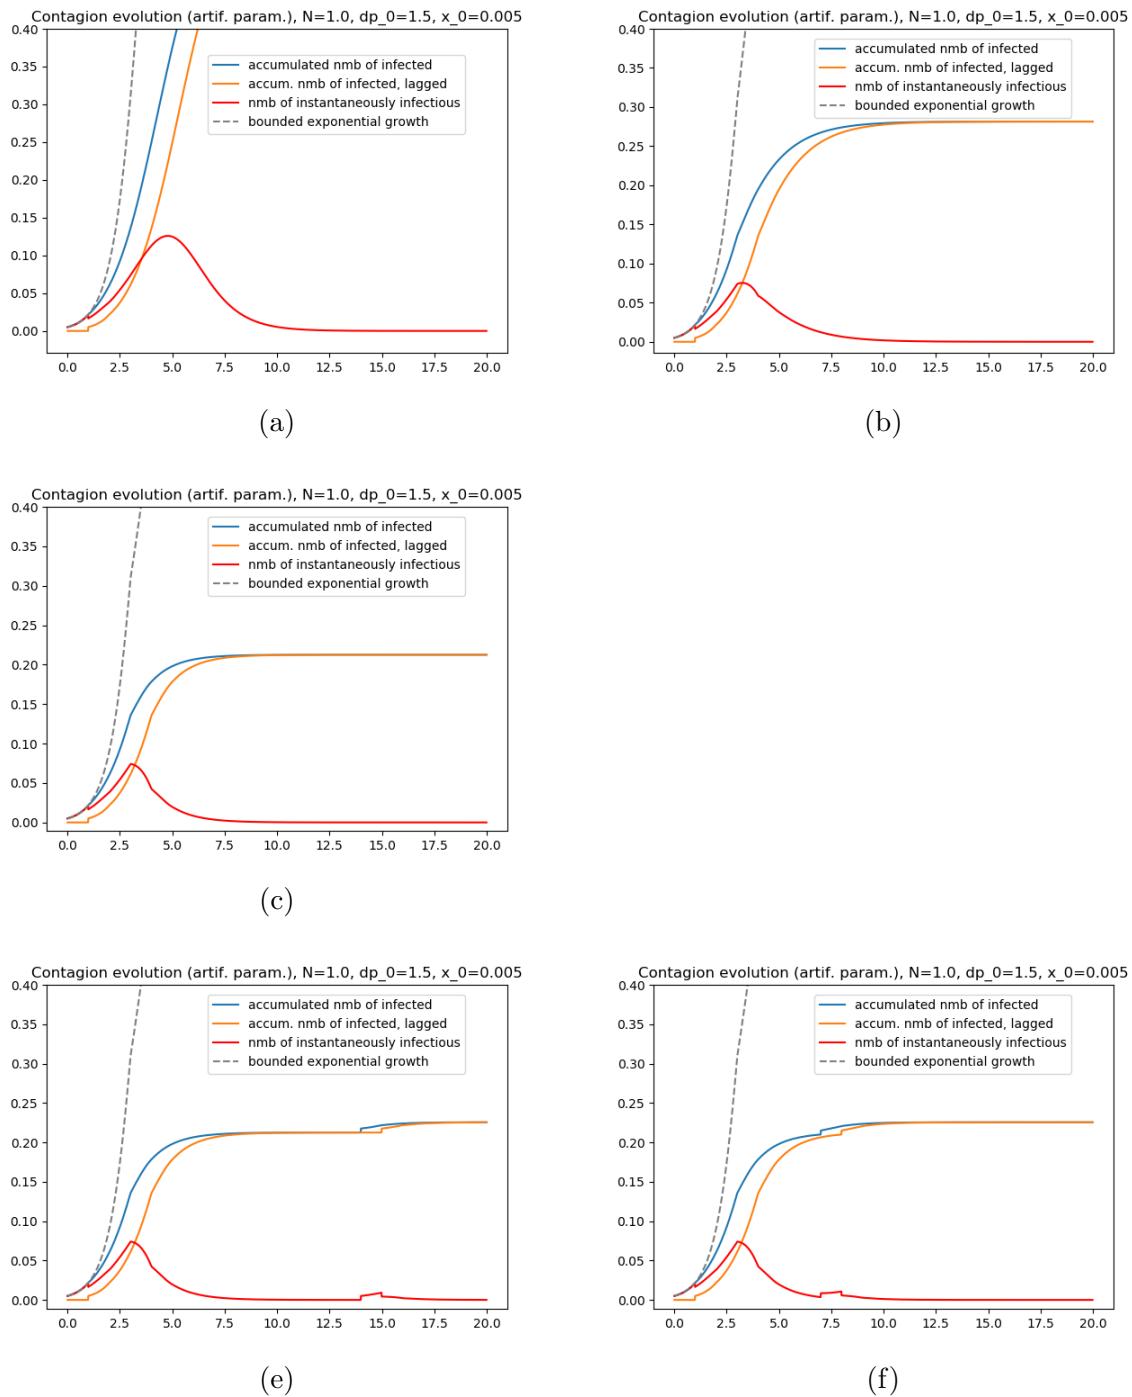 Contagion evolution (artif. param.), N=1.0, dp_0=1.5, x_0=0.005
0.40
0.35
0.30
0.25
0.20
0.15
0.10
0.05
0.00
accumulated nmb of infected
accum. nmb of infected, lagged
nmb of instantaneously infectious
bounded exponential growth
0.0 2.5 5.0 7.5 10.0 12.5 15.0 17.5 20.0
(a)
Contagion evolution (artif. param.), N=1.0, dp_0=1.5, x_0=0.005
0.40
0.35
0.30
0.25
0.20
0.15
0.10
0.05
0.00
accumulated nmb of infected
accum. nmb of infected, lagged
nmb of instantaneously infectious
bounded exponential growth
0.0 2.5 5.0 7.5 10.0 12.5 15.0 17.5 20.0
(b)
Contagion evolution (artif. param.), N=1.0, dp_0=1.5, x_0=0.005
0.40
0.35
0.30
0.25
0.20
0.15
0.10
0.05
0.00
accumulated nmb of infected
accum. nmb of infected, lagged
nmb of instantaneously infectious
bounded exponential growth
0.0 2.5 5.0 7.5 10.0 12.5 15.0 17.5 20.0
(c)
Contagion evolution (artif. param.), N=1.0, dp_0=1.5, x_0=0.005
0.40
0.35
0.30
0.25
0.20
0.15
0.10
0.05
0.00
accumulated nmb of infected
accum. nmb of infected, lagged
nmb of instantaneously infectious
bounded exponential growth
0.0 2.5 5.0 7.5 10.0 12.5 15.0 17.5 20.0
(e)
Contagion evolution (artif. param.), N=1.0, dp_0=1.5, x_0=0.005
0.40
0.35
0.30
0.25
0.20
0.15
0.10
0.05
0.00
accumulated nmb of infected
accum. nmb of infected, lagged
nmb of instantaneously infectious
bounded exponential growth
0.0 2.5 5.0 7.5 10.0 12.5 15.0 17.5 20.0
(f)